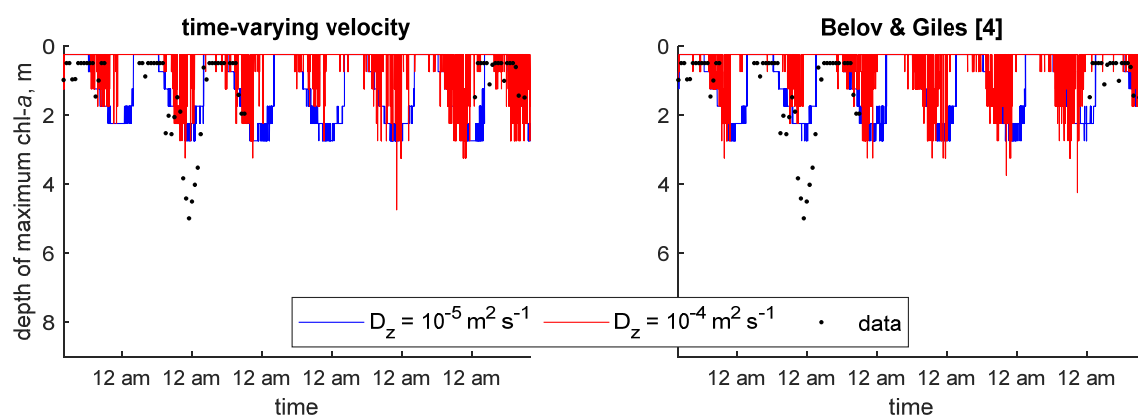 time-varying velocity
depth of maximum chl-a, m
0
2
4
6
8
12 am 12 am 12 am 12 am 12 am 12 am
time
Belov & Giles [4]
0
2
4
6
8
12 am 12 am 12 am 12 am 12 am 12 am
time
D_z = 10^-5 m^2 s^-1 D_z = 10^-4 m^2 s^-1 data